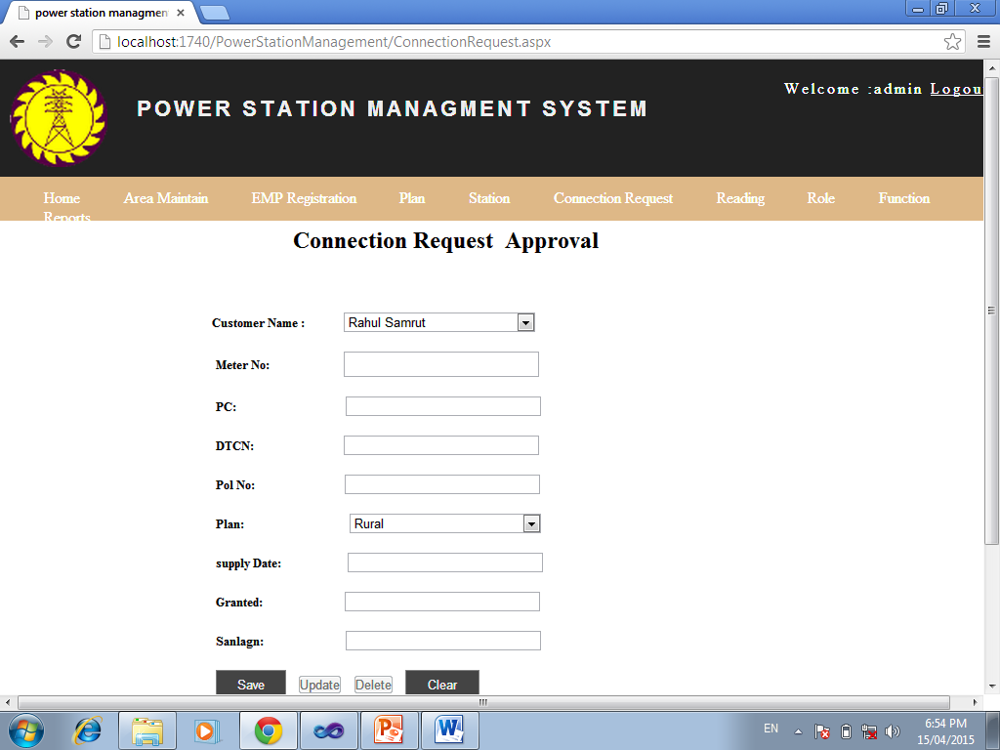 power station managmen
localhost:1740/PowerStationManagement/ConnectionRequest.aspx
Welcome :admin Logou
POWER STATION MANAGMENT SYSTEM
Home Area Maintain EMP Registration Plan Station Connection Request Reading Role Function
Reports
Connection Request Approval
Customer Name : Rahul Samrut
Meter No:
PC:
DTCN:
Pol No:
Plan: Rural
supply Date:
Granted:
Sanlagn:
Save Update Delete Clear
EN 6:54 PM
15/04/2015